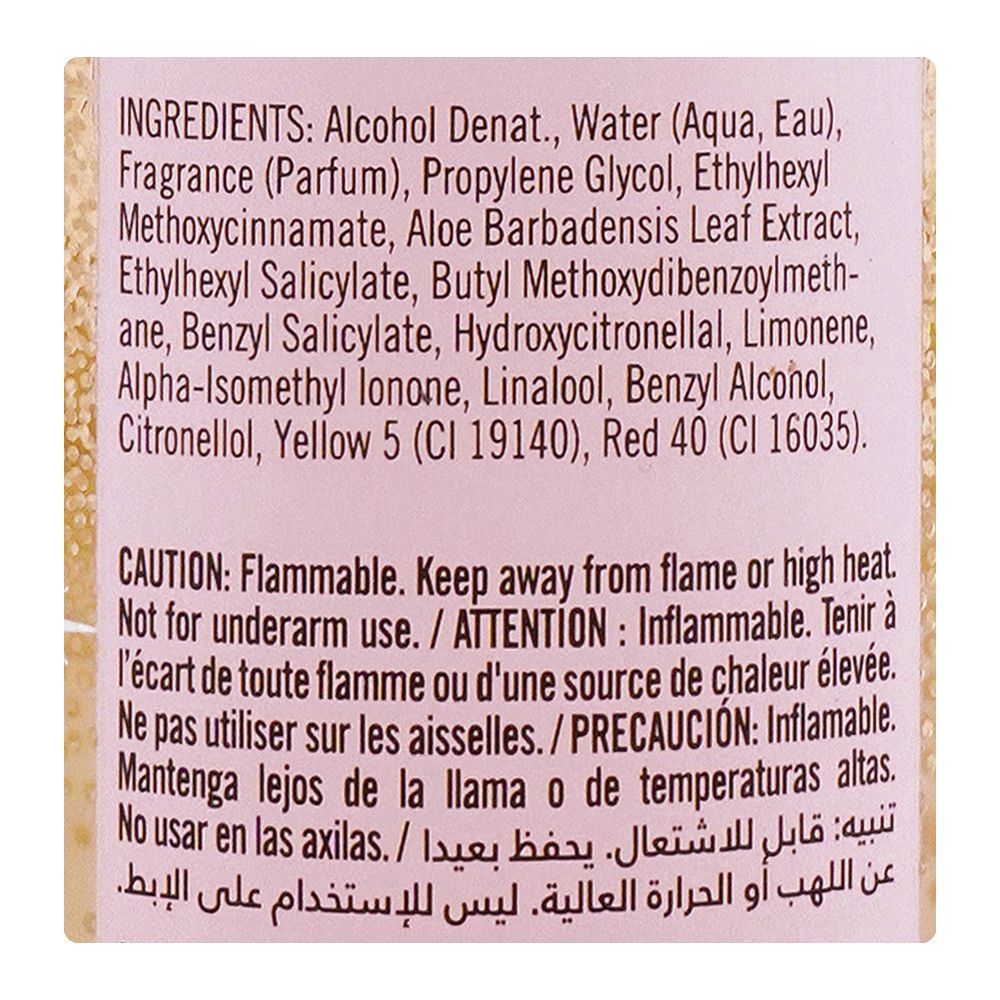 INGREDIENTS: Alcohol Denat., Water (Aqua, Eau),
Fragrance (Parfum), Propylene Glycol, Ethylhexyl
Methoxycinnamate, Aloe Barbadensis Leaf Extract,
Ethylhexyl Salicylate, Butyl Methoxydibenzoylmeth-
ane, Benzyl Salicylate, Hydroxycitronellal, Limonene,
Alpha-Isomethyl Ionone, Linalool, Benzyl Alcohol,
Citronellol, Yellow 5 (CI 19140), Red 40 (CI 16035).
CAUTION: Flammable. Keep away from flame or high heat.
Not for underarm use. / ATTENTION : Inflammable. Tenir à
l'écart de toute flamme ou d'une source de chaleur élevée.
Ne pas utiliser sur les aisselles. / PRECAUCIÓN: Inflamable.
Mantenga lejos de la llama o de temperaturas altas.
No usar en las axilas. / تنبيه: قابل للاشتعال. يحفظ بعيدا
عن اللهب أو الحرارة العالية. ليس للإستخدام على الإبط.